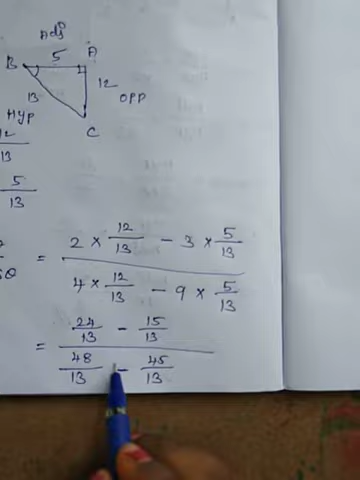 Adj
B 5 A
13 12 OPP
C
Hyp
12/13
5/13
= (2 × 12/13 - 3 × 5/13) / (4 × 12/13 - 9 × 5/13)
= (24/13 - 15/13) / (48/13 - 45/13)